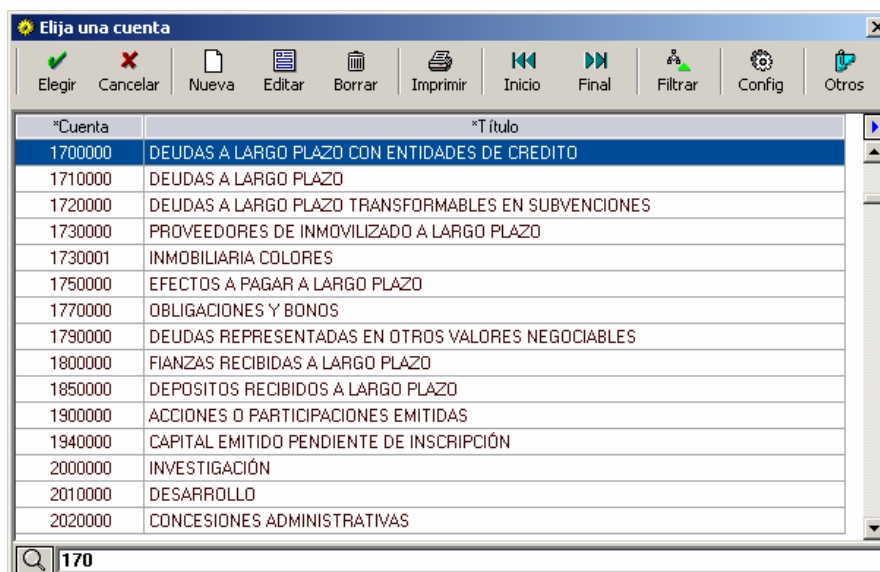 Elija una cuenta
Elegir Cancelar Nueva Editar Borrar Imprimir Inicio Final Filtrar Config Otros
*Cuenta *Título
1700000 DEUDAS A LARGO PLAZO CON ENTIDADES DE CREDITO
1710000 DEUDAS A LARGO PLAZO
1720000 DEUDAS A LARGO PLAZO TRANSFORMABLES EN SUBVENCIONES
1730000 PROVEEDORES DE INMOVILIZADO A LARGO PLAZO
1730001 INMOBILIARIA COLORES
1750000 EFECTOS A PAGAR A LARGO PLAZO
1770000 OBLIGACIONES Y BONOS
1790000 DEUDAS REPRESENTADAS EN OTROS VALORES NEGOCIABLES
1800000 FIANZAS RECIBIDAS A LARGO PLAZO
1850000 DEPOSITOS RECIBIDOS A LARGO PLAZO
1900000 ACCIONES O PARTICIPACIONES EMITIDAS
1940000 CAPITAL EMITIDO PENDIENTE DE INSCRIPCIÓN
2000000 INVESTIGACIÓN
2010000 DESARROLLO
2020000 CONCESIONES ADMINISTRATIVAS
170